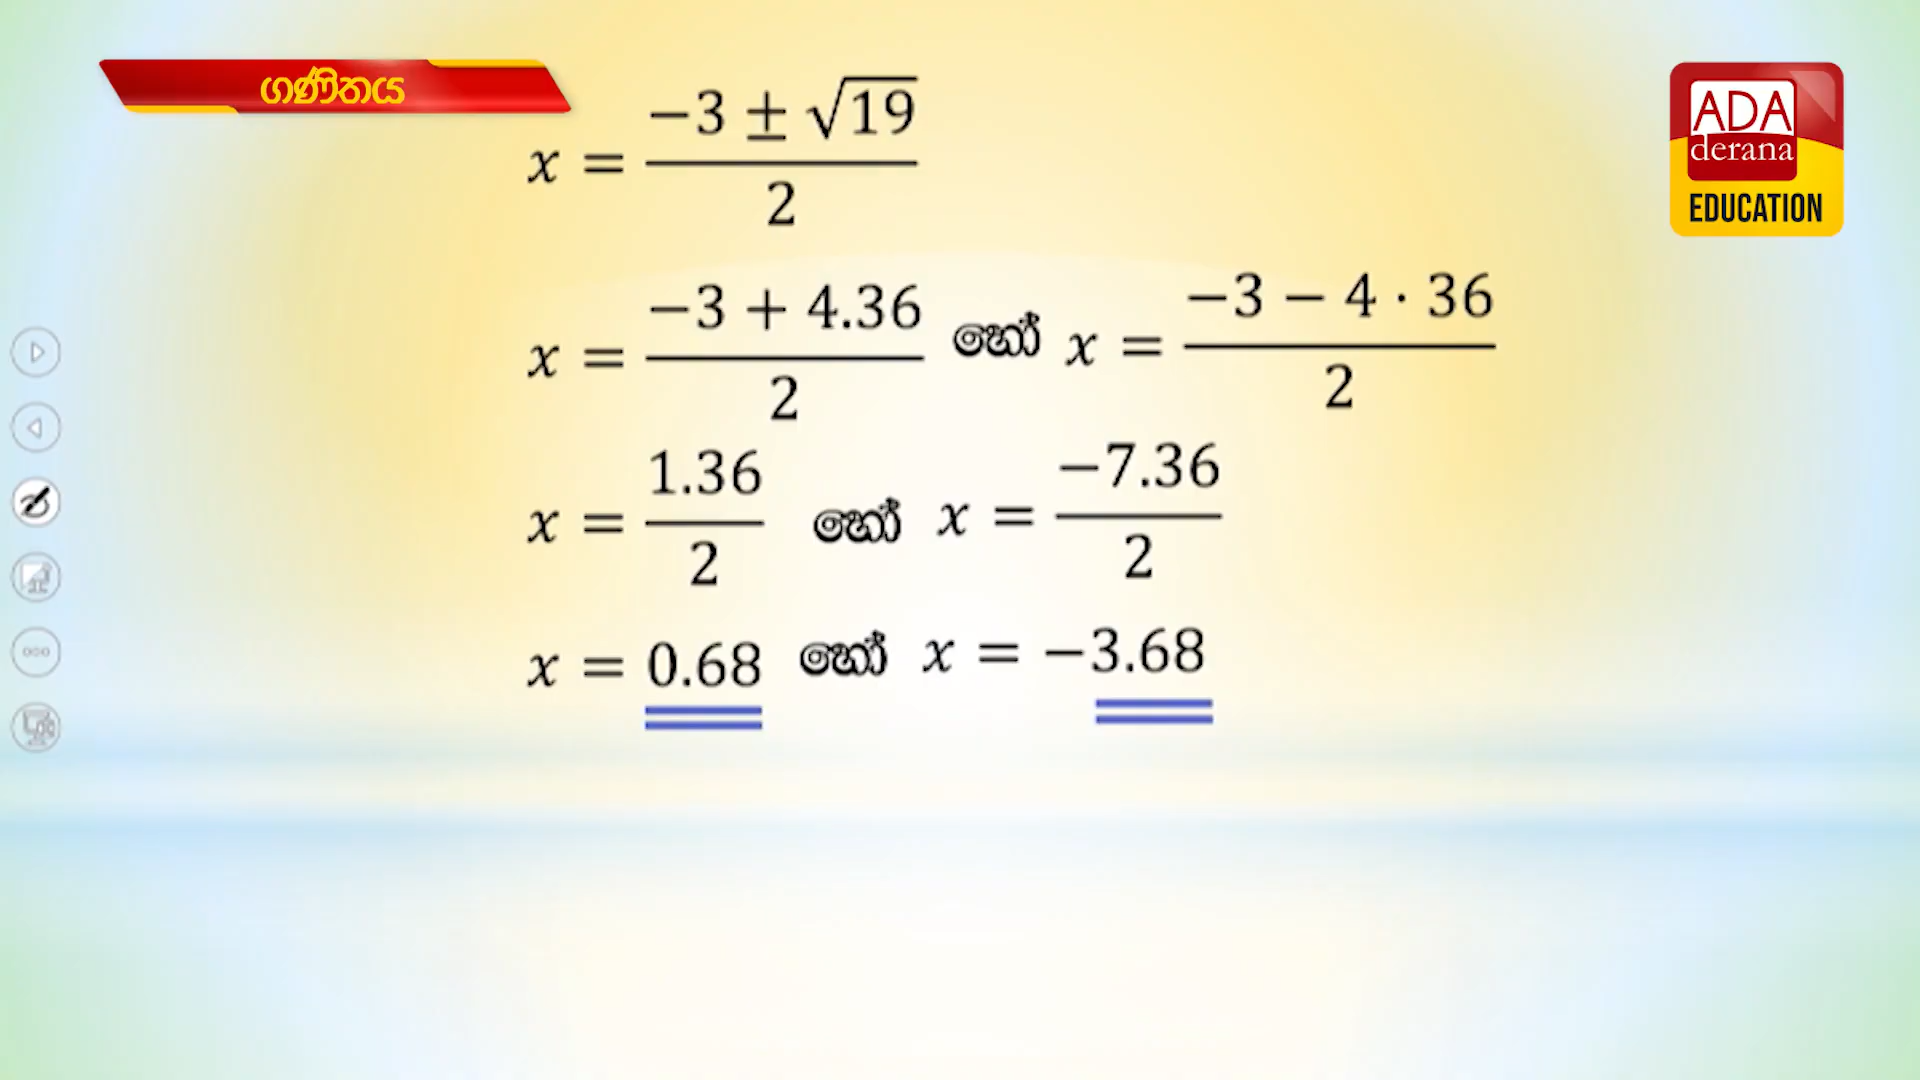 ගණිතය
ADA
derana
EDUCATION
x = (-3 ± √19)/2
x = (-3 + 4.36)/2 හෝ x = (-3 - 4 · 36)/2
x = 1.36/2 හෝ x = -7.36/2
x = 0.68 හෝ x = -3.68